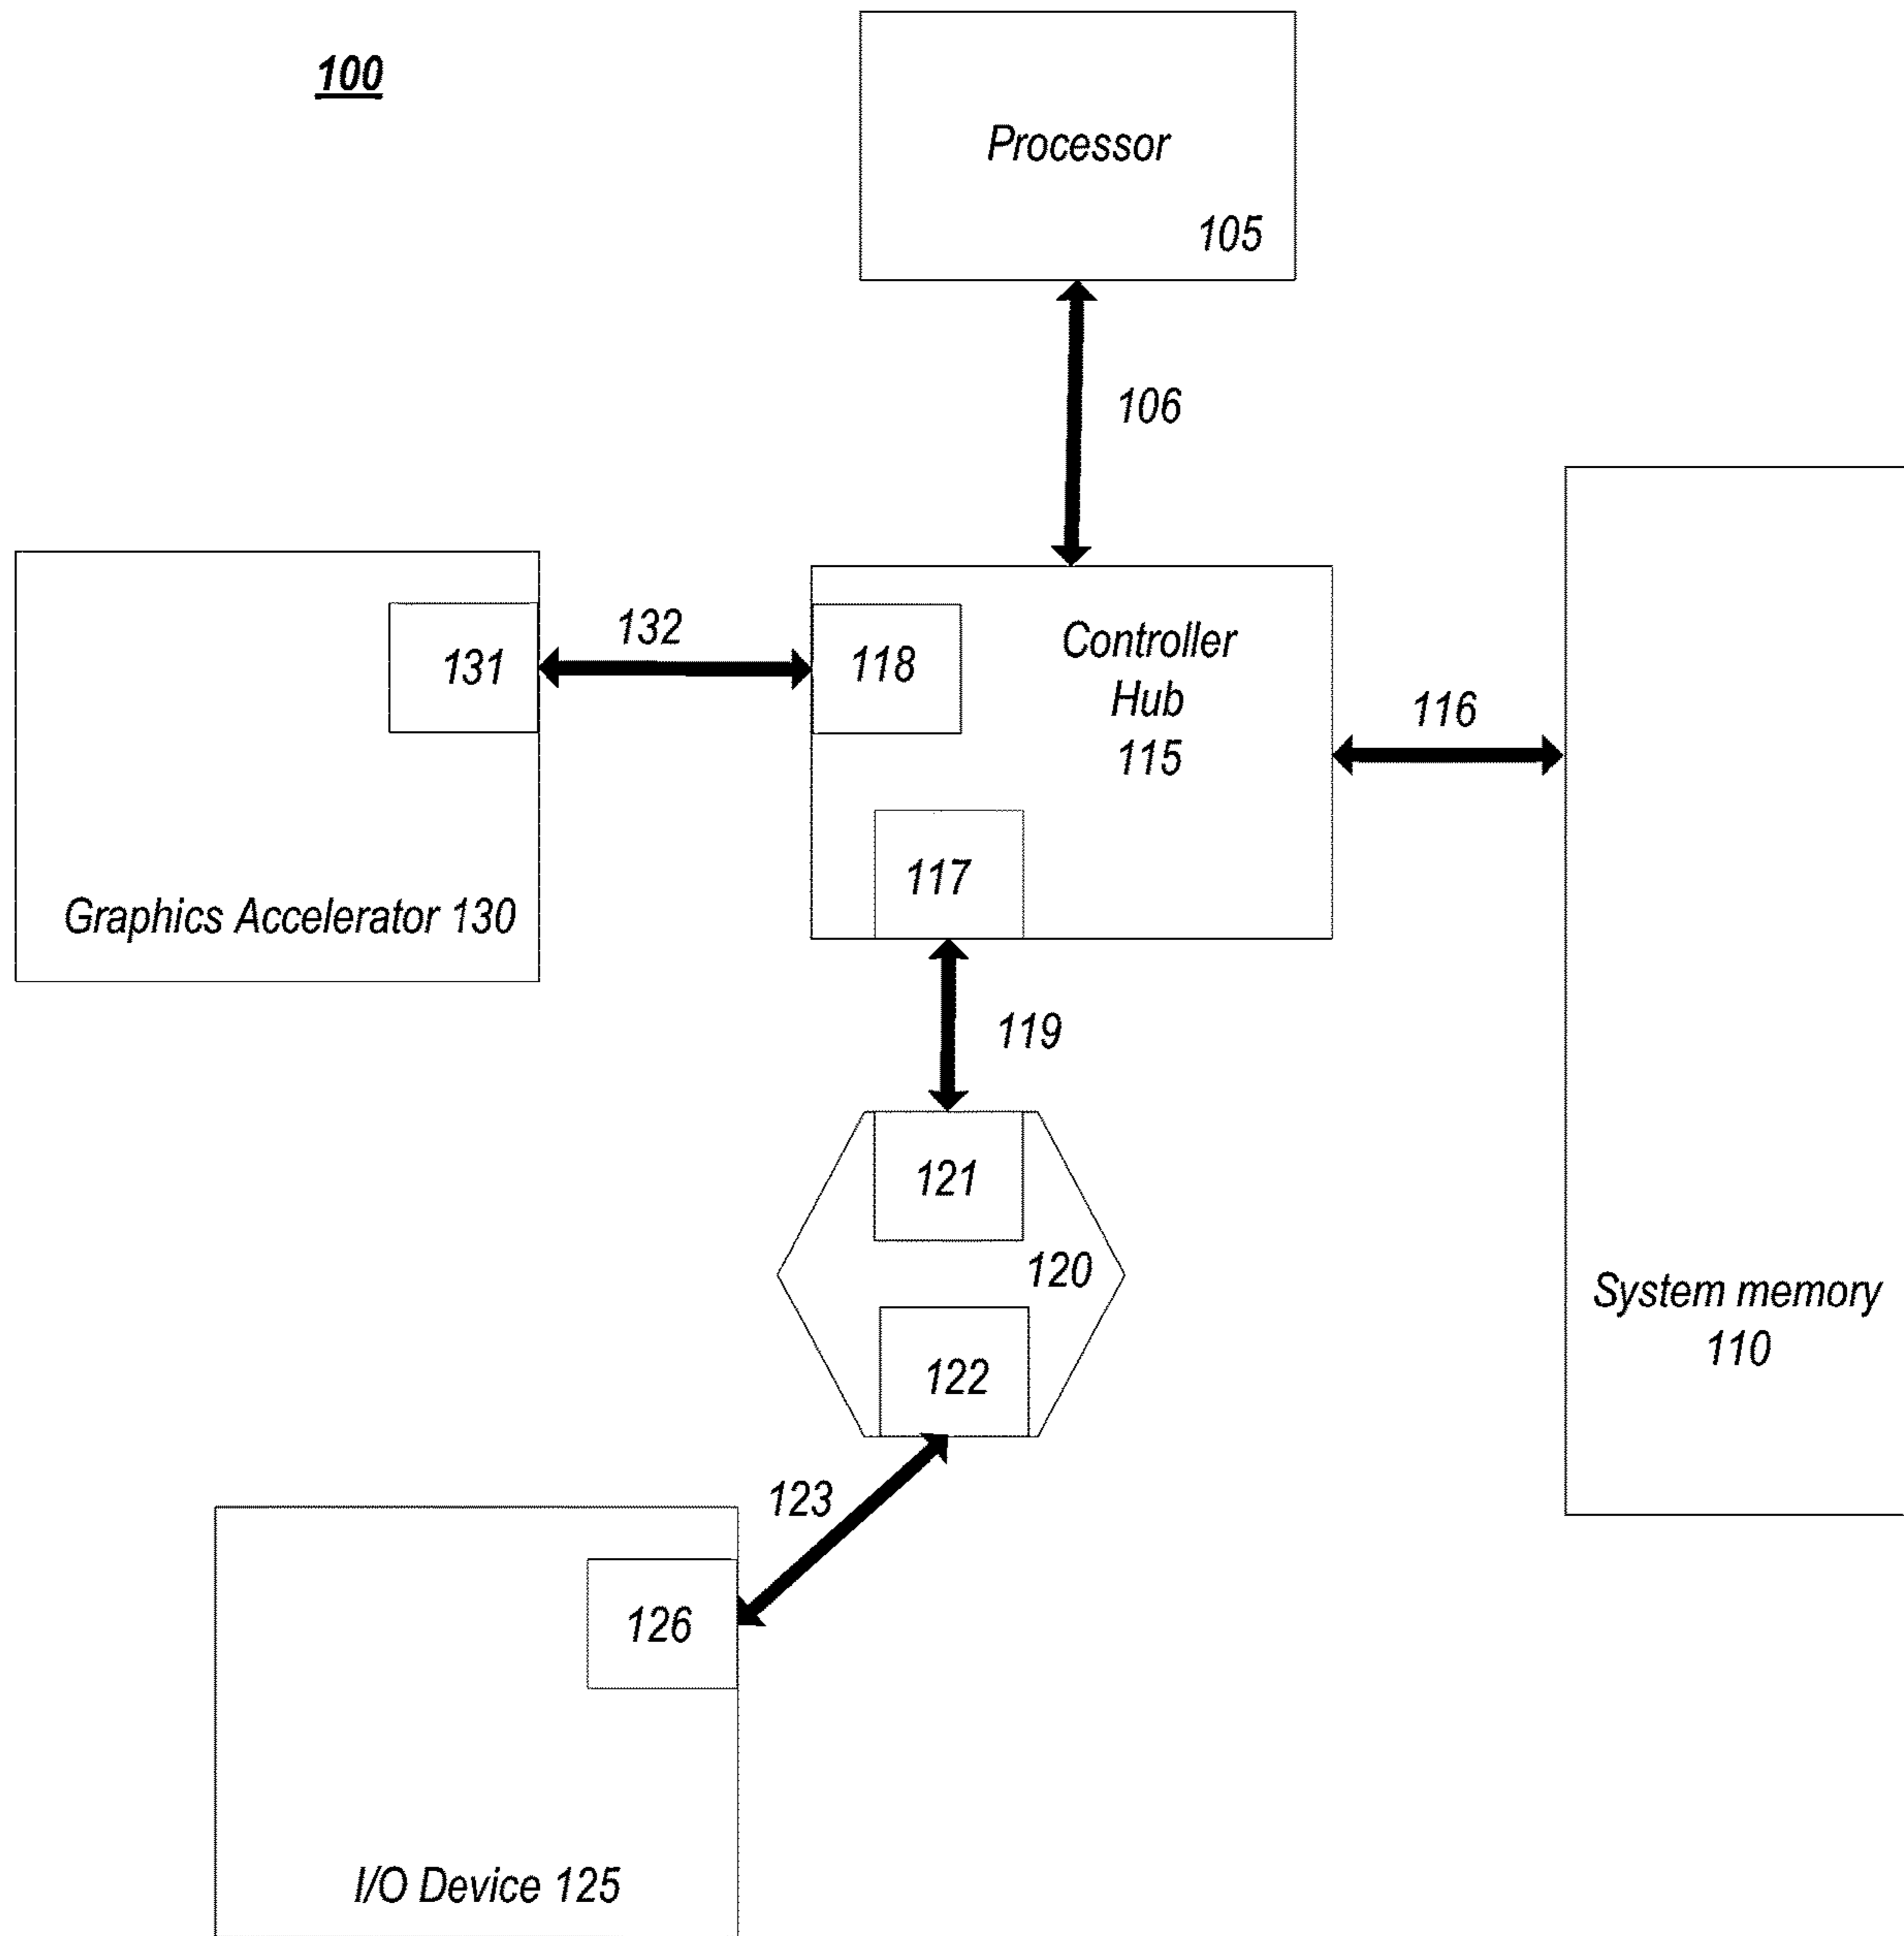 100
Processor
105
106
132
131
118
Controller
Hub
115
116
117
Graphics Accelerator 130
119
121
120
122
System memory
110
123
126
I/O Device 125